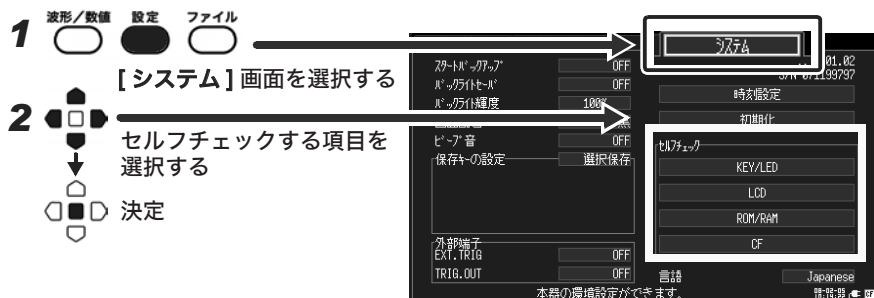 1 波形/数値 設定 ファイル
[ システム ] 画面を選択する
2
セルフチェックする項目を
選択する
決定
システム
スタートバックアップ OFF
バックライトセーバ OFF
バックライト輝度 100%
ビープ音 OFF
保存キーの設定 選択保存
外部端子
EXT.TRIG OFF
TRIG.OUT OFF
01.02
S/N 071199797
時刻設定
初期化
セルフチェック
KEY/LED
LCD
ROM/RAM
CF
言語 Japanese
本器の環境設定ができます。